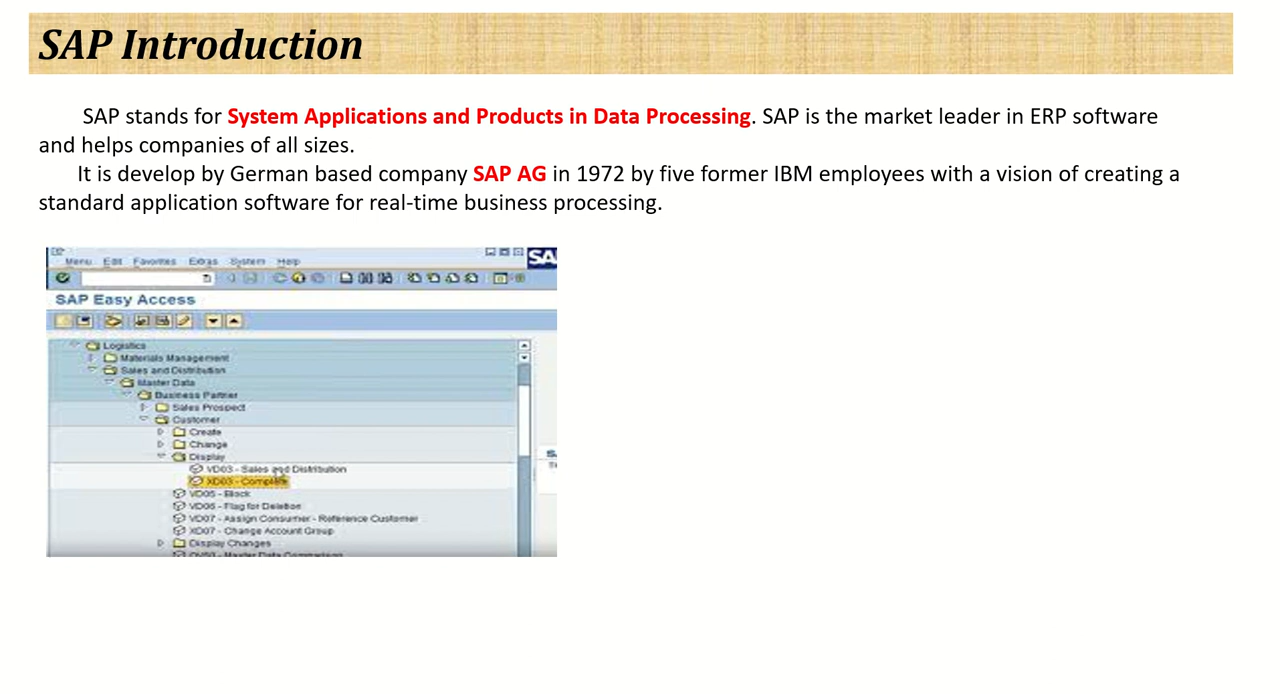 SAP Introduction
SAP stands for System Applications and Products in Data Processing. SAP is the market leader in ERP software
and helps companies of all sizes.
It is develop by German based company SAP AG in 1972 by five former IBM employees with a vision of creating a
standard application software for real-time business processing.
Menu Edit Favorites Extras System Help
SA
SAP Easy Access
Logistics
Materials Management
Sales and Distribution
Master Data
Business Partner
Sales Prospect
Customer
Create
Change
Display
VD03 - Sales and Distribution
XD03 - Complete
VD05 - Block
VD06 - Flag for Deletion
VD07 - Assign Consumer - Reference Customer
XD07 - Change Account Group
Display Changes